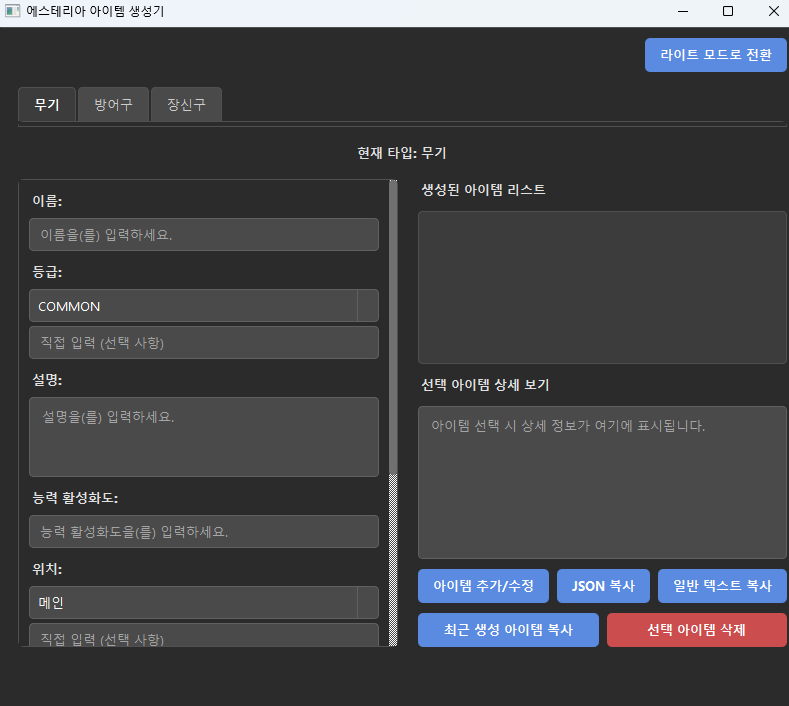 에스테리아 아이템 생성기
라이트 모드로 전환
무기 방어구 장신구
현재 타입: 무기
이름:
이름을(를) 입력하세요.
등급:
COMMON
직접 입력 (선택 사항)
설명:
설명을(를) 입력하세요.
능력 활성화도:
능력 활성화도을(를) 입력하세요.
위치:
메인
직접 입력 (선택 사항)
생성된 아이템 리스트
선택 아이템 상세 보기
아이템 선택 시 상세 정보가 여기에 표시됩니다.
아이템 추가/수정 JSON 복사 일반 텍스트 복사
최근 생성 아이템 복사 선택 아이템 삭제